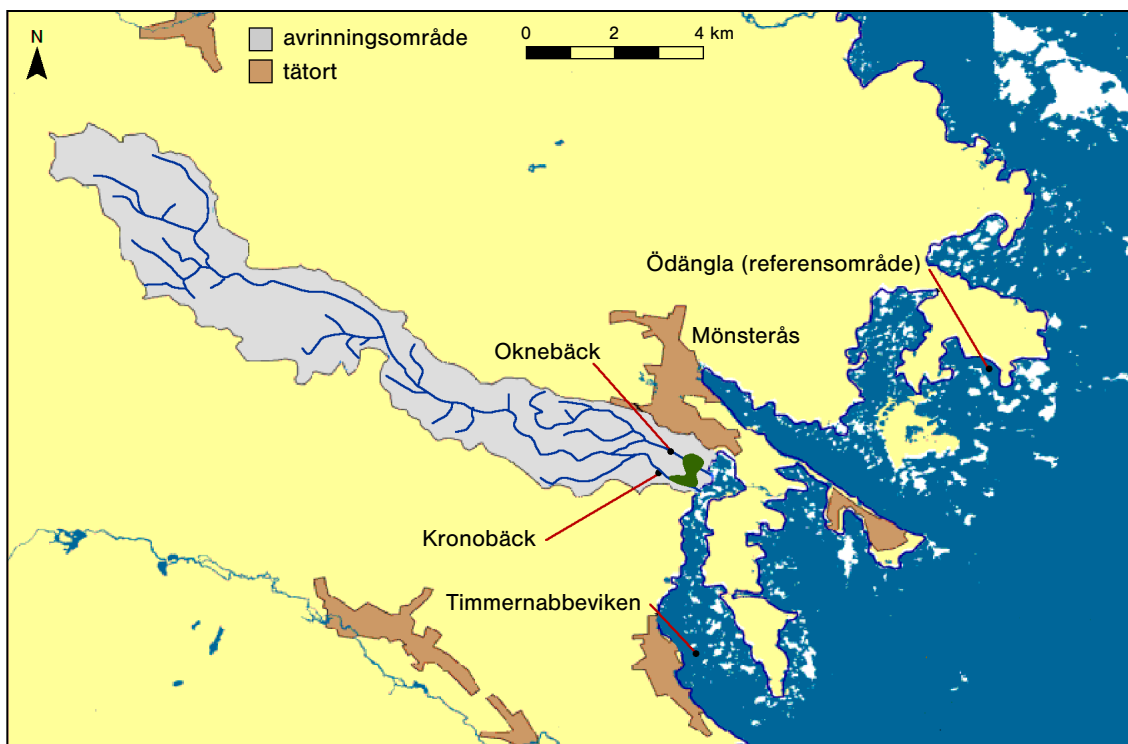 N
avrinningsområde
tätort
0 2 4 km
Ödängla (referensområde)
Mönsterås
Oknebäck
Kronobäck
Timmernabbeviken